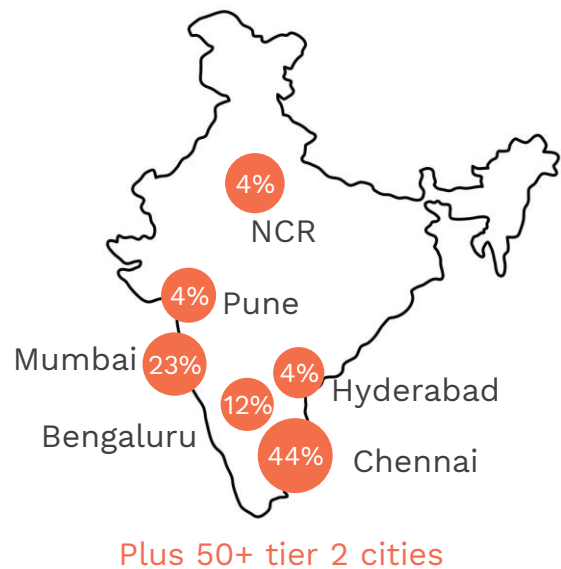 4%
NCR
4% Pune
Mumbai 23%
4% Hyderabad
12%
Bengaluru
44% Chennai
Plus 50+ tier 2 cities